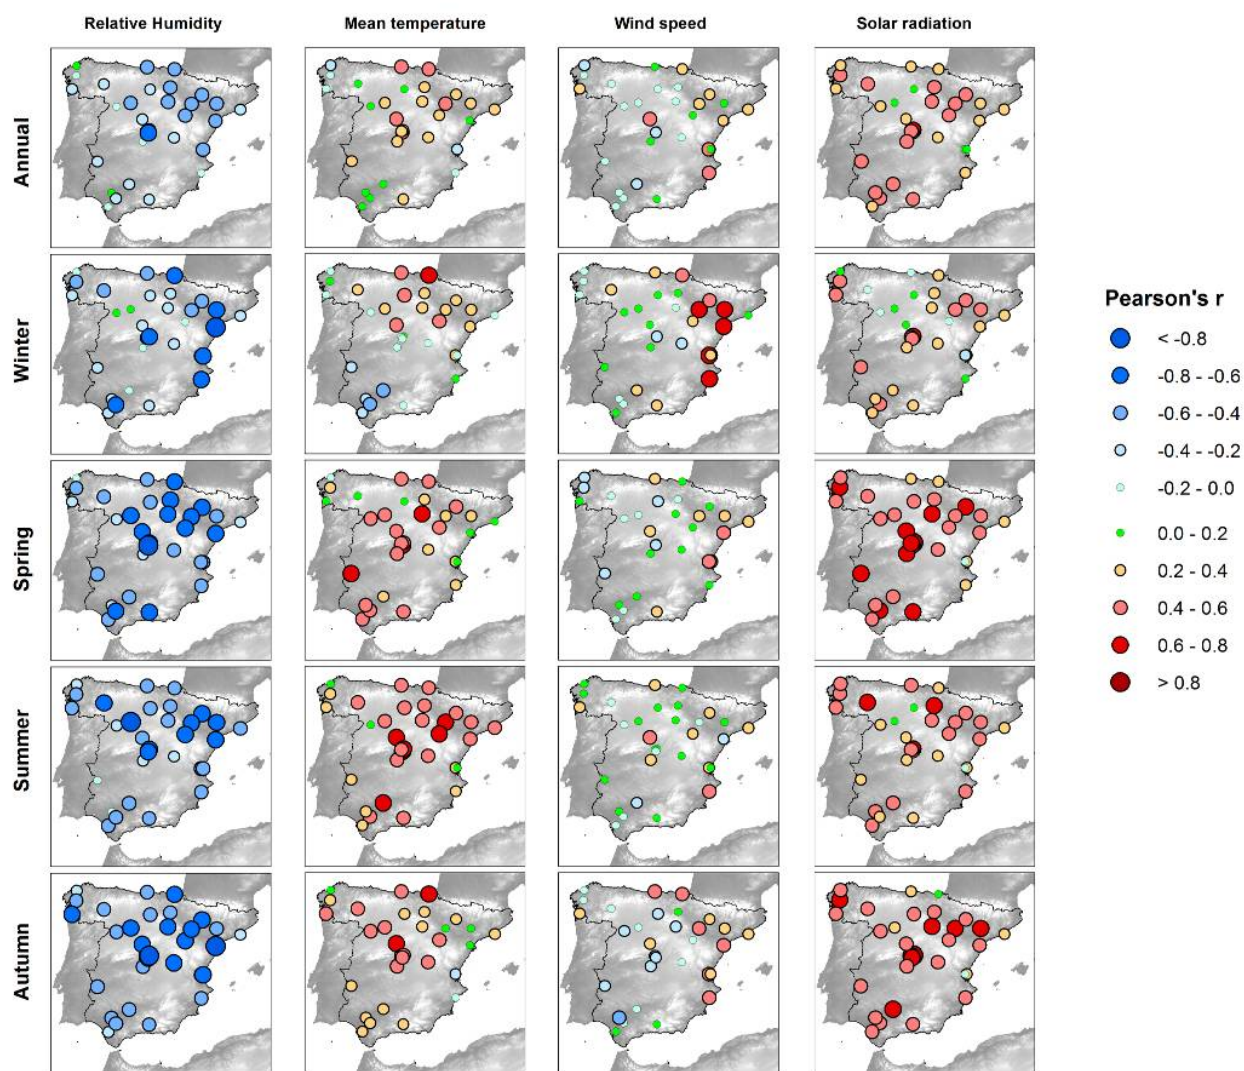 Relative Humidity Mean temperature Wind speed Solar radiation
Annual
Winter
Spring
Summer
Autumn
Pearson's r
< -0.8
-0.8 - -0.6
-0.6 - -0.4
-0.4 - -0.2
-0.2 - 0.0
0.0 - 0.2
0.2 - 0.4
0.4 - 0.6
0.6 - 0.8
> 0.8